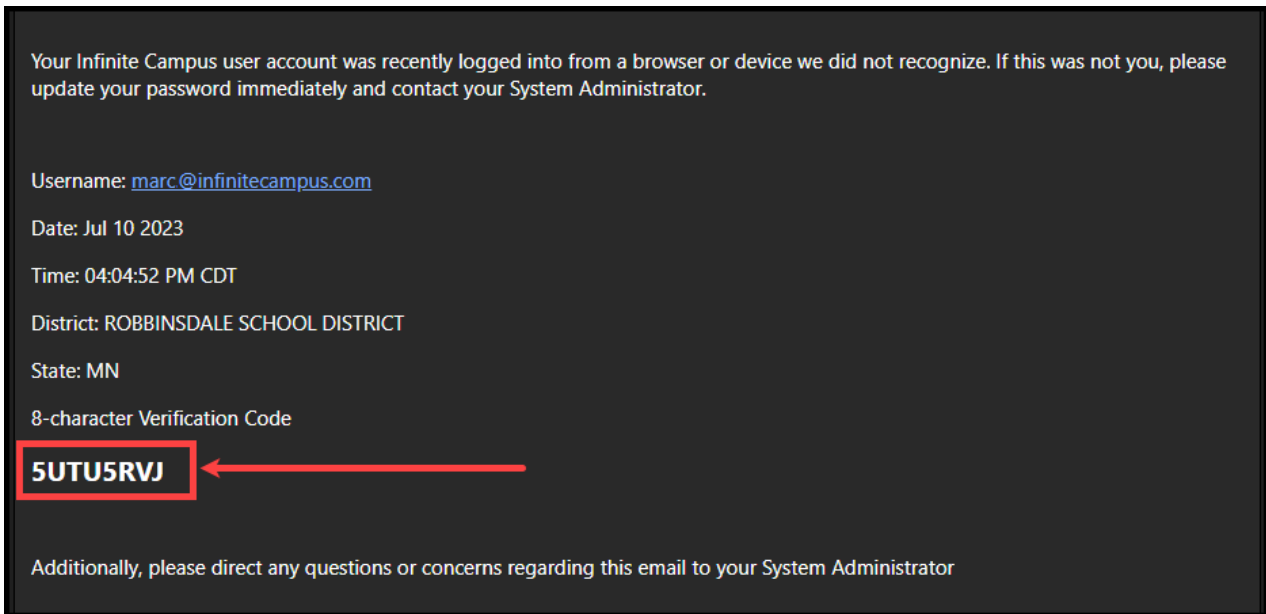 Your Infinite Campus user account was recently logged into from a browser or device we did not recognize. If this was not you, please
update your password immediately and contact your System Administrator.
Username: marc@infinitecampus.com
Date: Jul 10 2023
Time: 04:04:52 PM CDT
District: ROBBINSDALE SCHOOL DISTRICT
State: MN
8-character Verification Code
5UTU5RVJ
Additionally, please direct any questions or concerns regarding this email to your System Administrator